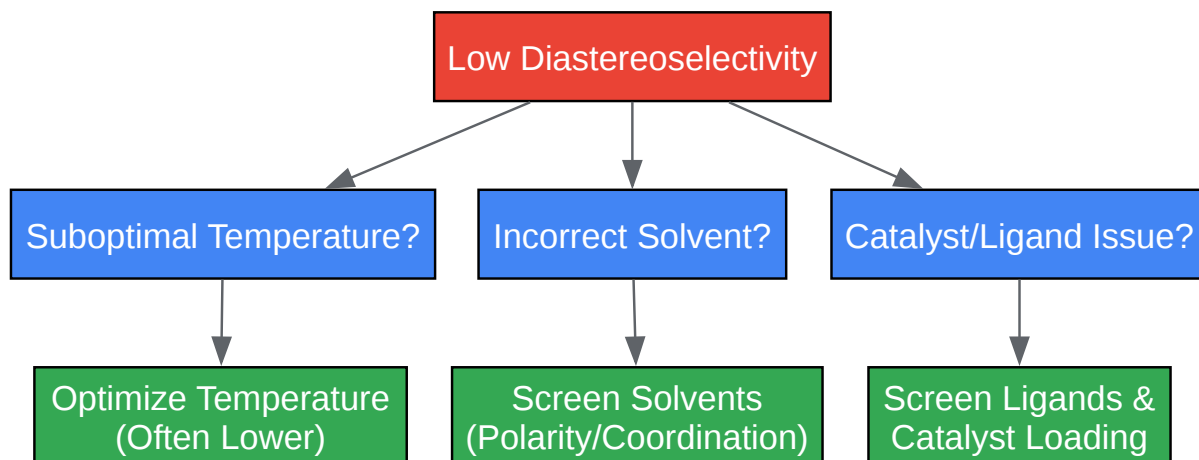 Low Diastereoselectivity
Suboptimal Temperature?
Incorrect Solvent?
Catalyst/Ligand Issue?
Optimize Temperature
(Often Lower)
Screen Solvents
(Polarity/Coordination)
Screen Ligands &
Catalyst Loading